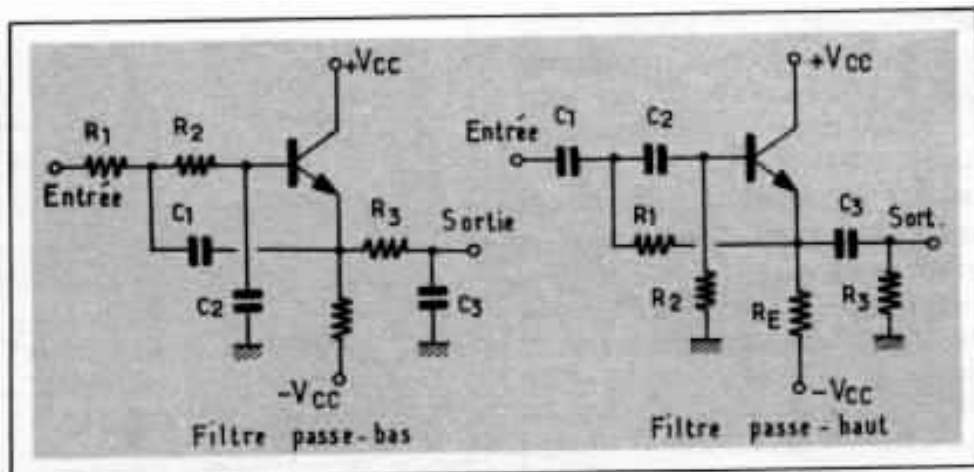 +VCC
R1
R2
Entrée
C1
R3
Sortie
C2
C3
-VCC
Filtre passe-bas
+VCC
Entrée
C1
C2
R1
C3
Sort.
R2
RE
R3
-VCC
Filtre passe-haut